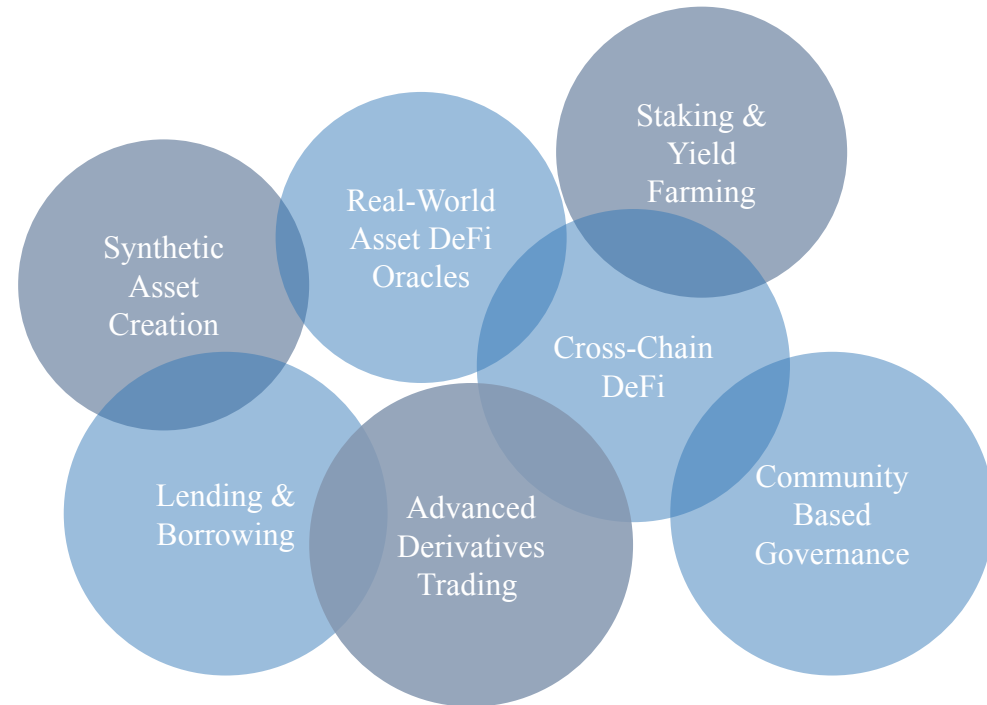 Staking &
Yield
Farming
Real-World
Asset DeFi
Oracles
Synthetic
Asset
Creation
Cross-Chain
DeFi
Lending &
Borrowing
Advanced
Derivatives
Trading
Community
Based
Governance